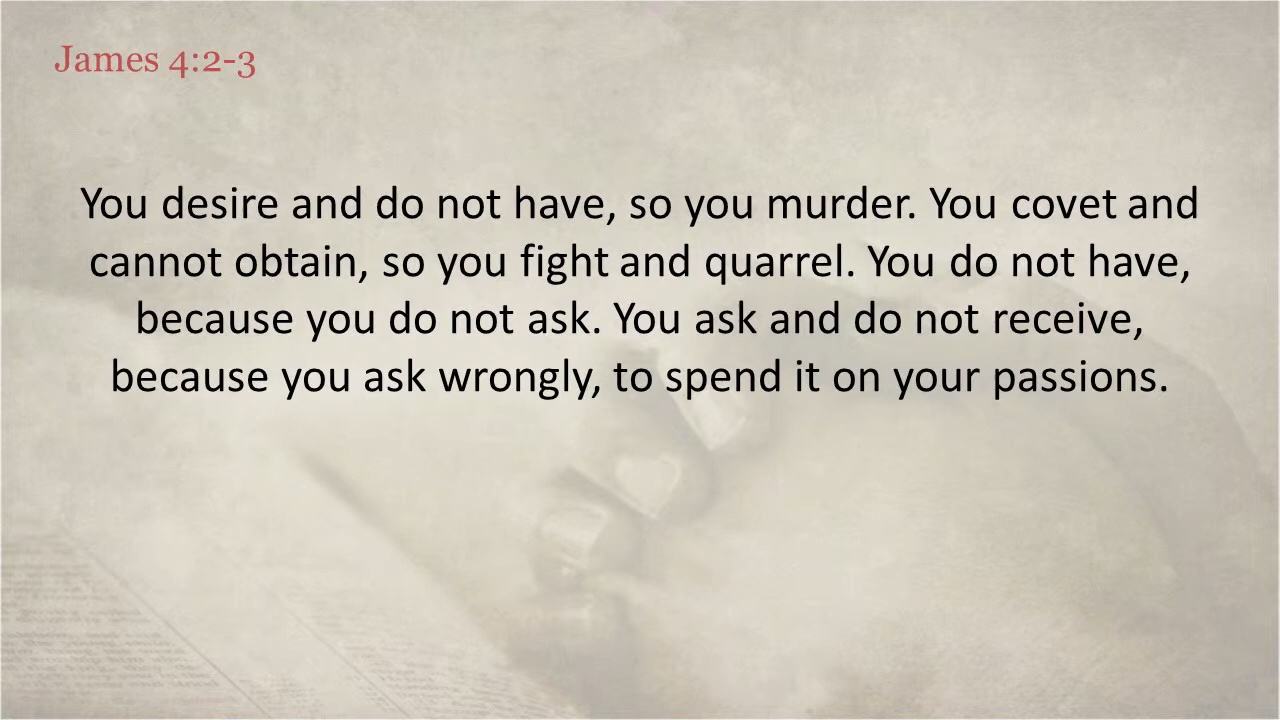 James 4:2-3
You desire and do not have, so you murder. You covet and
cannot obtain, so you fight and quarrel. You do not have,
because you do not ask. You ask and do not receive,
because you ask wrongly, to spend it on your passions.